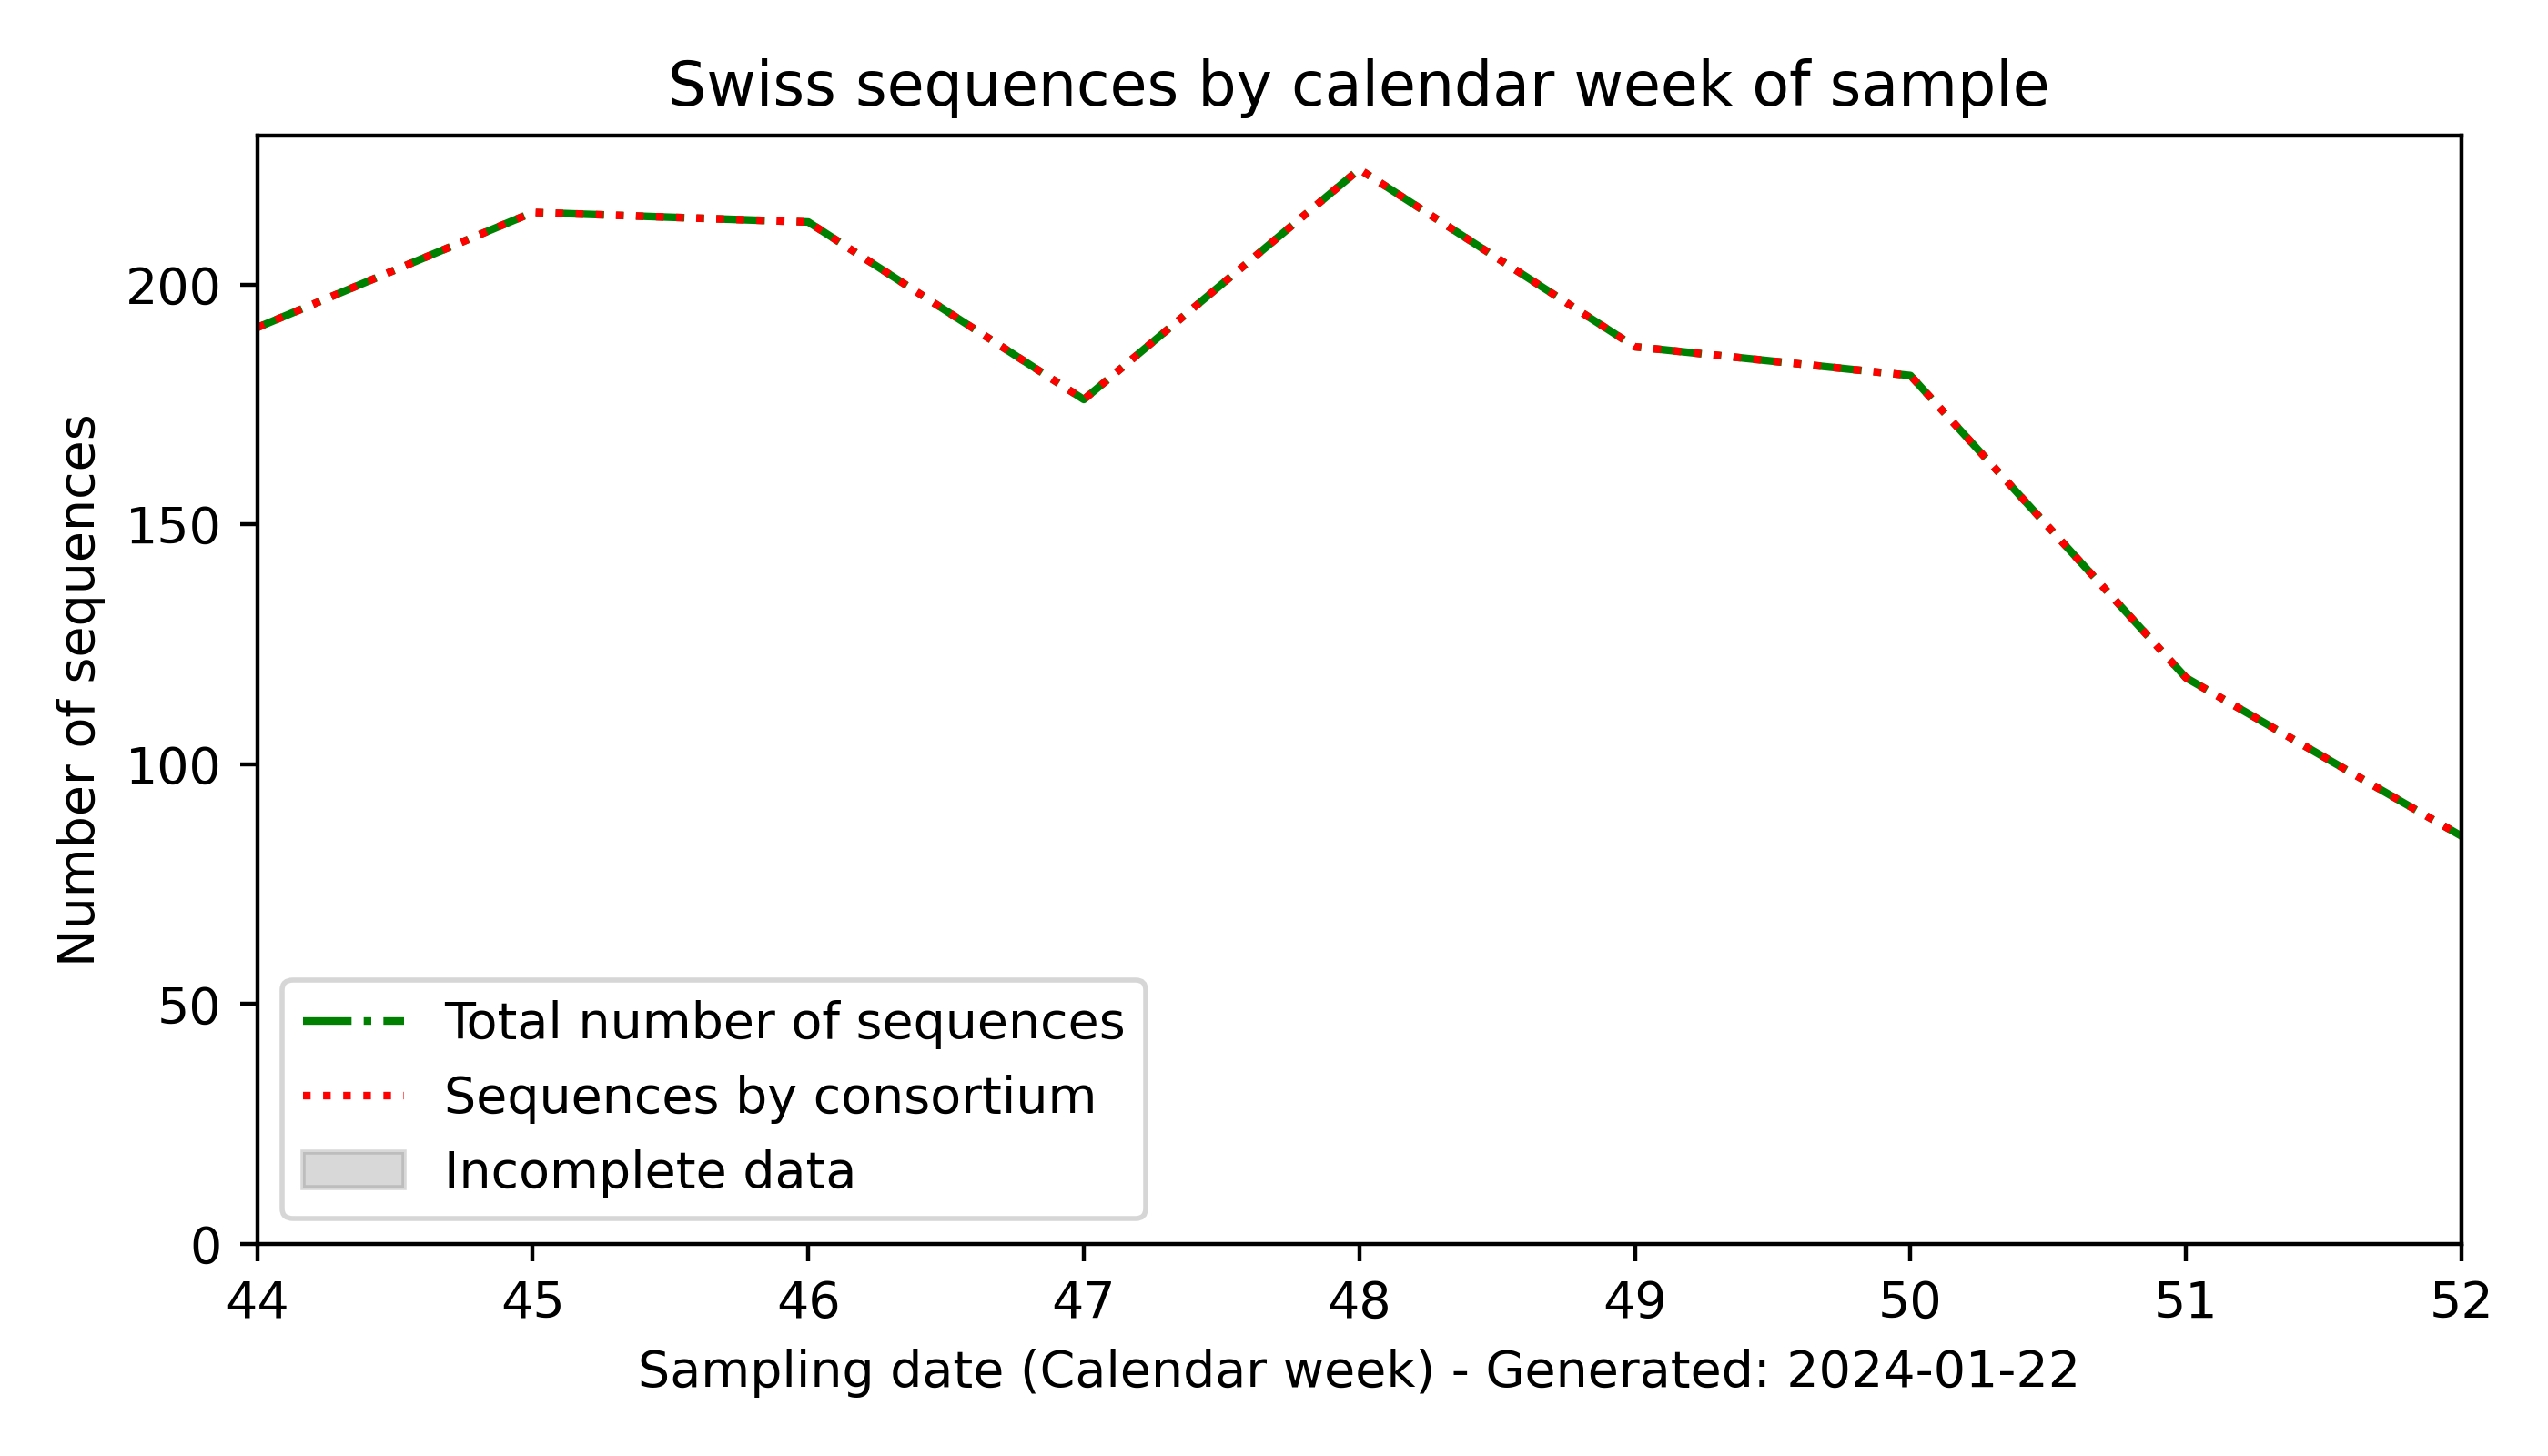 Swiss sequences by calendar week of sample
Number of sequences
200
150
100
50
0
Total number of sequences
Sequences by consortium
Incomplete data
44 45 46 47 48 49 50 51 52
Sampling date (Calendar week) - Generated: 2024-01-22